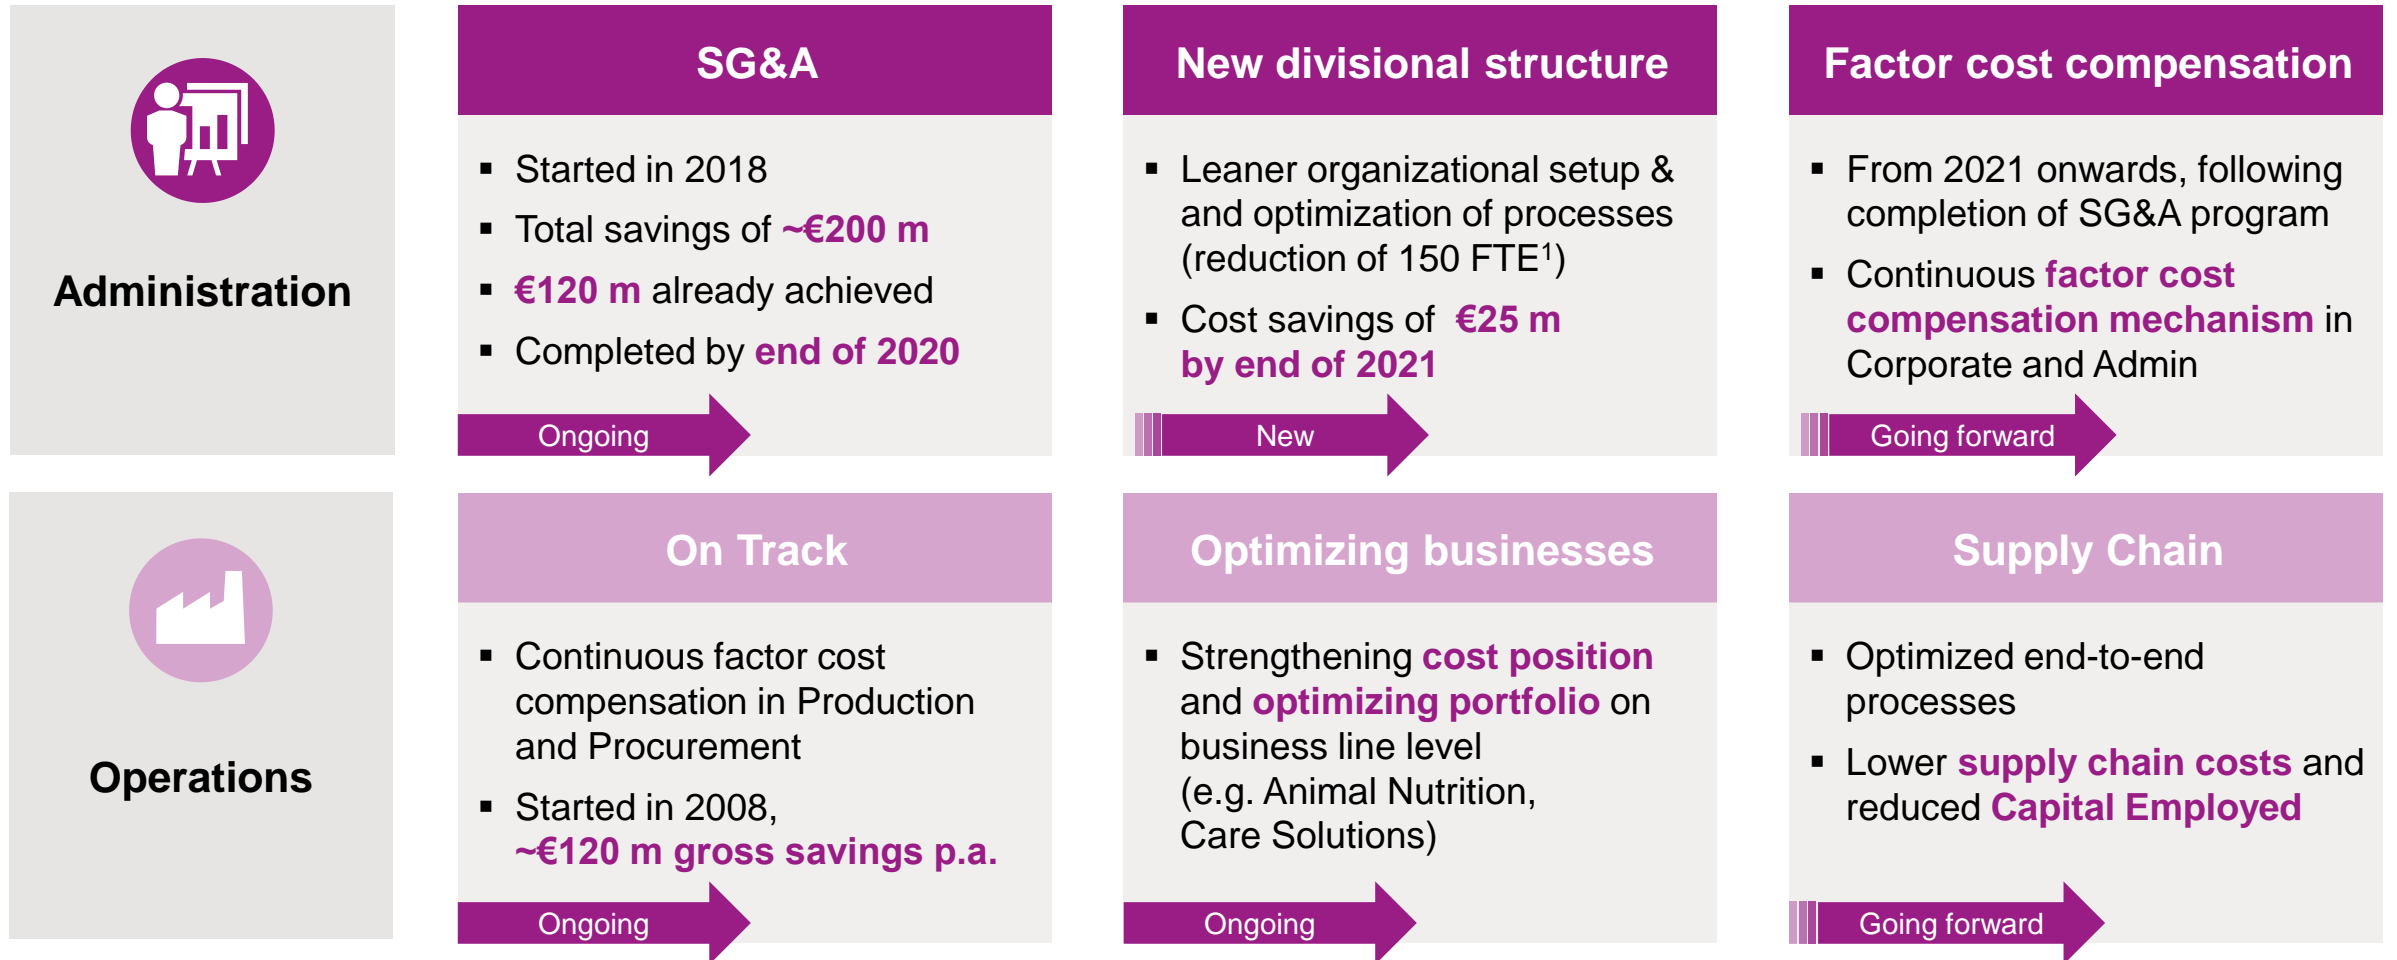 Administration
SG&A
▪ Started in 2018
▪ Total savings of ~€200 m
▪ €120 m already achieved
▪ Completed by end of 2020
Ongoing
New divisional structure
▪ Leaner organizational setup &
and optimization of processes
(reduction of 150 FTE¹)
▪ Cost savings of €25 m
by end of 2021
New
Factor cost compensation
▪ From 2021 onwards, following
completion of SG&A program
▪ Continuous factor cost
compensation mechanism in
Corporate and Admin
Going forward
Operations
On Track
▪ Continuous factor cost
compensation in Production
and Procurement
▪ Started in 2008,
~€120 m gross savings p.a.
Ongoing
Optimizing businesses
▪ Strengthening cost position
and optimizing portfolio on
business line level
(e.g. Animal Nutrition,
Care Solutions)
Ongoing
Supply Chain
▪ Optimized end-to-end
processes
▪ Lower supply chain costs and
reduced Capital Employed
Going forward